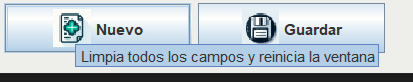 Nuevo Guardar
Limpia todos los campos y reinicia la ventana